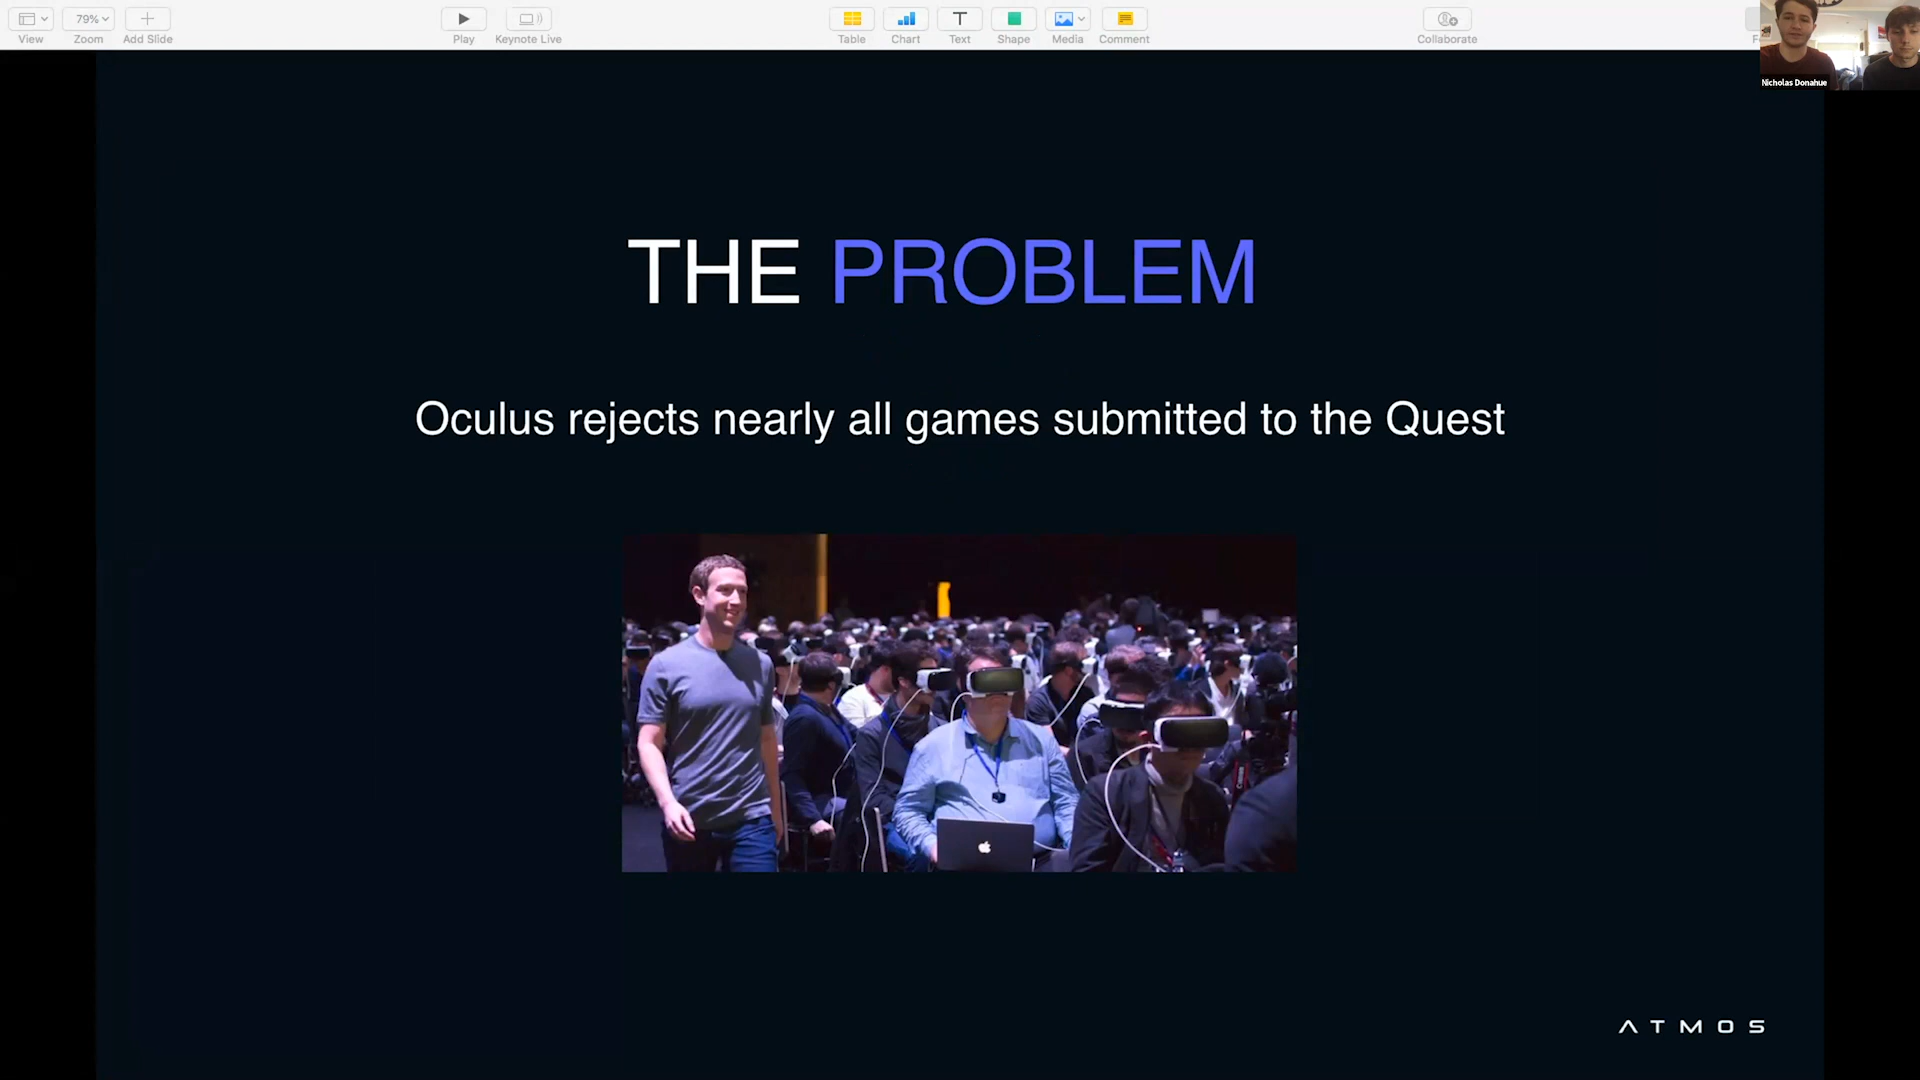 79%
View
Zoom
Add Slide
Play
Keynote Live
Table
Chart
Text
Shape
Media
Comment
Collaborate
Nicholas Donahue
THE PROBLEM
Oculus rejects nearly all games submitted to the Quest
Canon
ATMOS